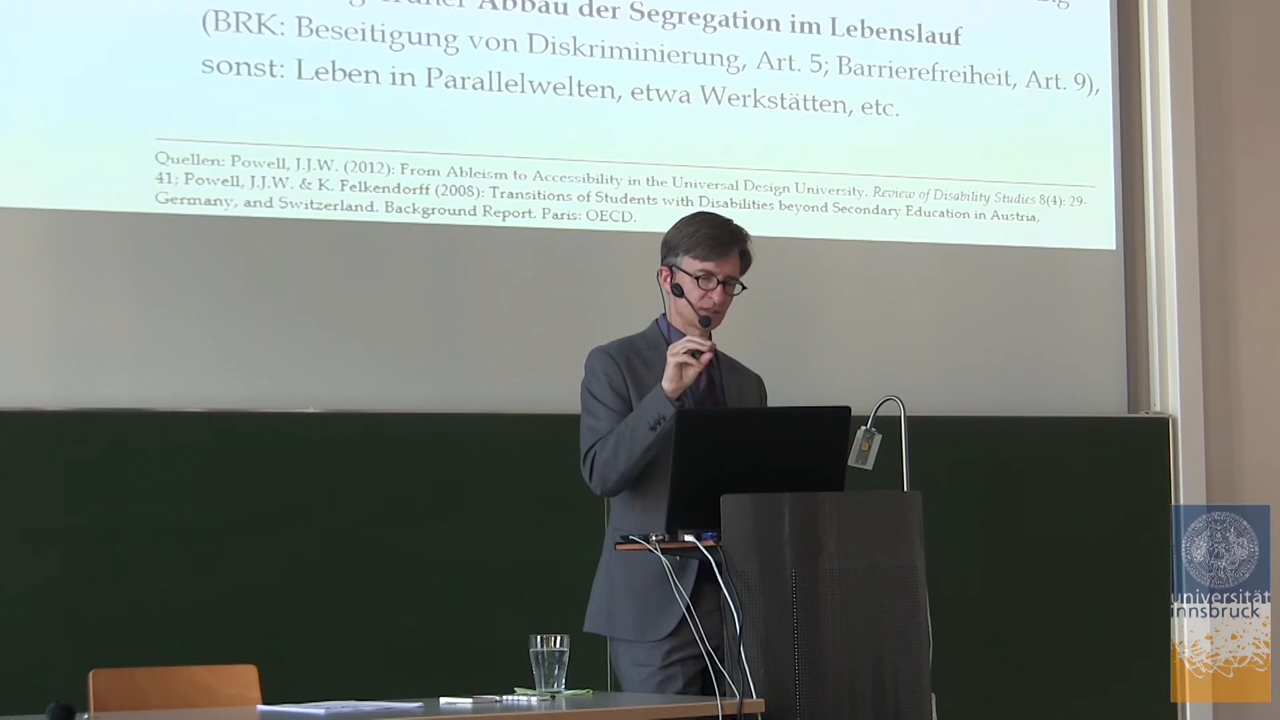 Abbau der Segregation im Lebenslauf
(BRK: Beseitigung von Diskriminierung, Art. 5; Barrierefreiheit, Art. 9),
sonst: Leben in Parallelwelten, etwa Werkstätten, etc.
Quellen: Powell, J.J.W. (2012): From Ableism to Accessibility in the Universal Design University. Review of Disability Studies 8(4): 29-
41; Powell, J.J.W. & K. Felkendorff (2008): Transitions of Students with Disabilities beyond Secondary Education in Austria,
Germany, and Switzerland. Background Report. Paris: OECD.
universität
innsbruck